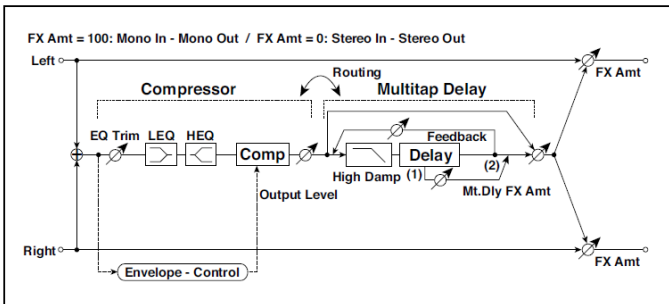 FX Amt = 100: Mono In - Mono Out / FX Amt = 0: Stereo In - Stereo Out
Left
FX Amt
Routing
Compressor
Multitap Delay
EQ Trim
LEQ
HEQ
Feedback
Comp
Delay
High Damp
(1)
(2)
Output Level
Mt.Dly FX Amt
Right
FX Amt
Envelope - Control